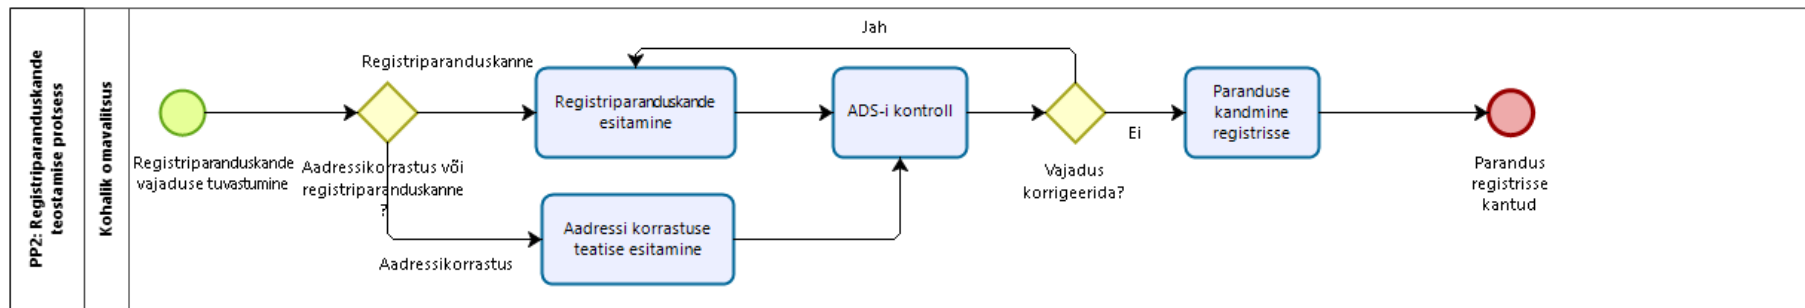 PP2: Registriparanduskande
teostamise protsess
Kohalik omavalitsus
Registriparanduskande
vajaduse tuvastumine
Aadressikorrastus või
registriparanduskanne
?
Registriparanduskanne
Aadressikorrastus
Registriparanduskande
esitamine
Aadressi korrastuse
teatise esitamine
ADS-i kontroll
Jah
Vajadus
korrigeerida?
Ei
Paranduse
kandmine
registrisse
Parandus
registrisse
kantud